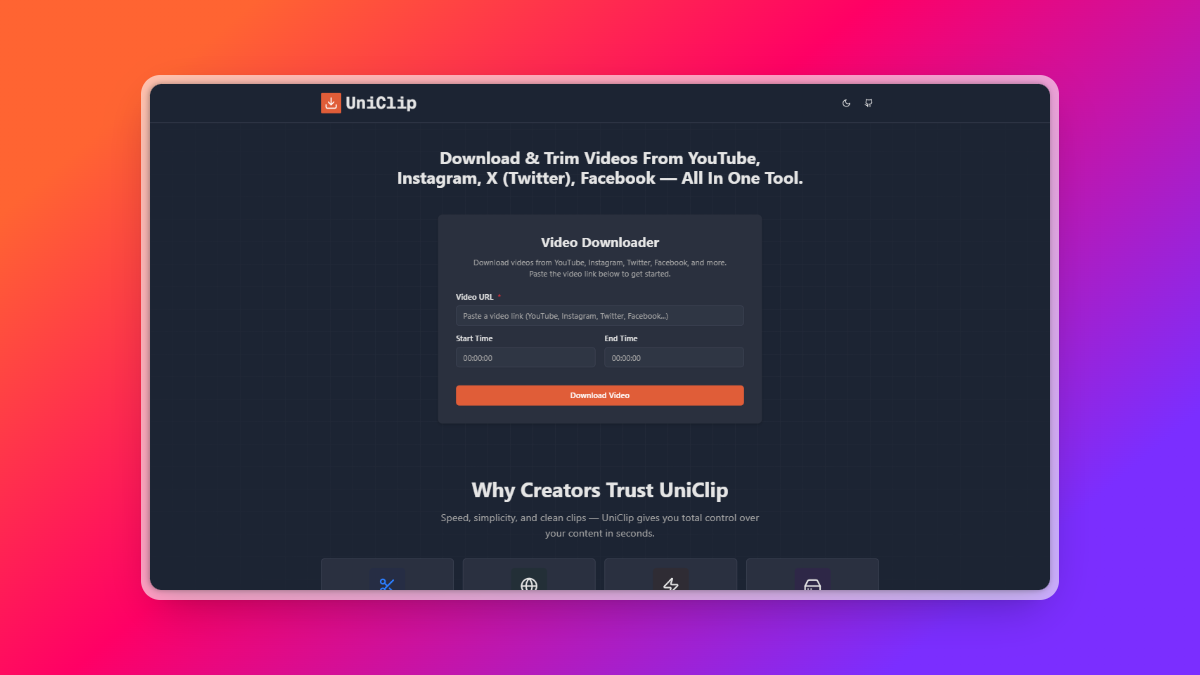 UniClip
Download & Trim Videos From YouTube,
Instagram, X (Twitter), Facebook — All In One Tool.
Video Downloader
Download videos from YouTube, Instagram, Twitter, Facebook, and more.
Paste the video link below to get started.
Video URL *
Paste a video link (YouTube, Instagram, Twitter, Facebook...)
Start Time
End Time
00:00:00
00:00:00
Download Video
Why Creators Trust UniClip
Speed, simplicity, and clean clips — UniClip gives you total control over
your content in seconds.